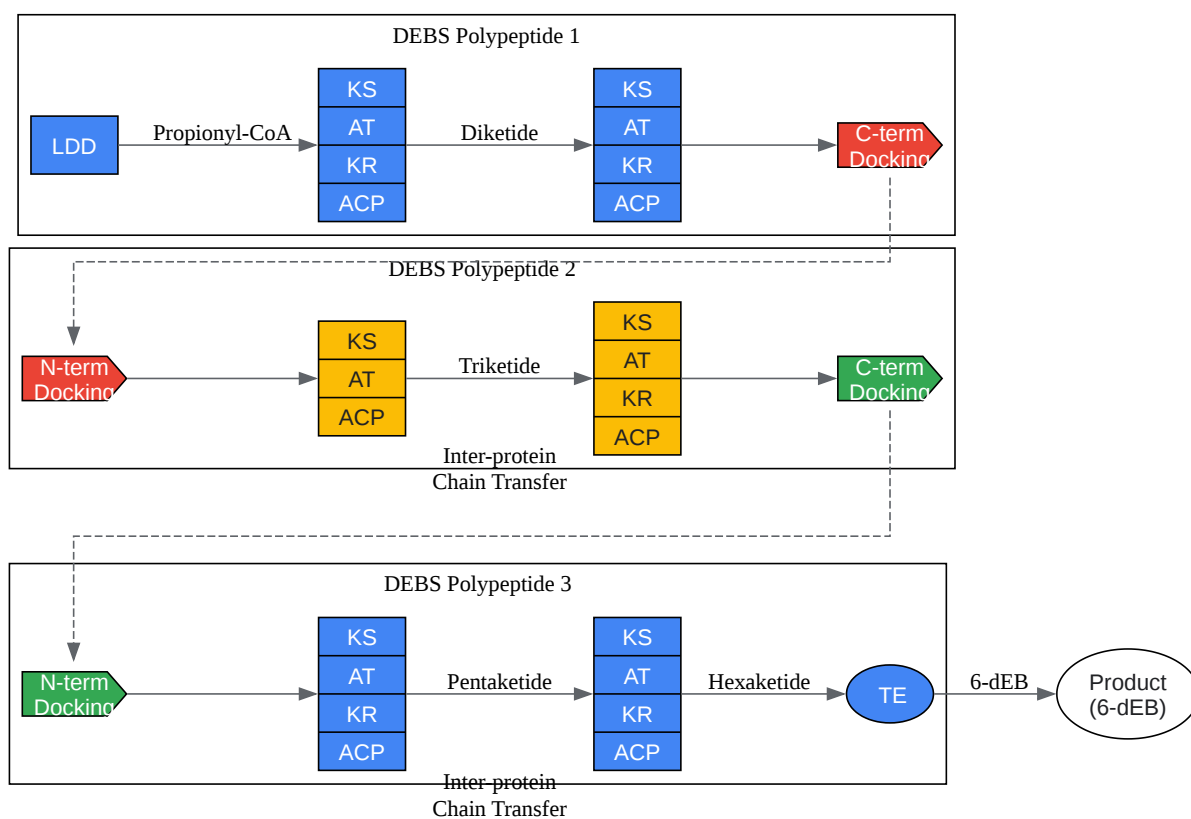 DEBS Polypeptide 1
LDD
Propionyl-CoA
KS
AT
KR
ACP
Diketide
KS
AT
KR
ACP
C-term
Docking
DEBS Polypeptide 2
N-term
Docking
KS
AT
ACP
Triketide
KS
AT
KR
ACP
C-term
Docking
Inter-protein
Chain Transfer
DEBS Polypeptide 3
N-term
Docking
KS
AT
KR
ACP
Pentaketide
KS
AT
KR
ACP
Hexaketide
TE
6-dEB
Product
(6-dEB)
Inter-protein
Chain Transfer